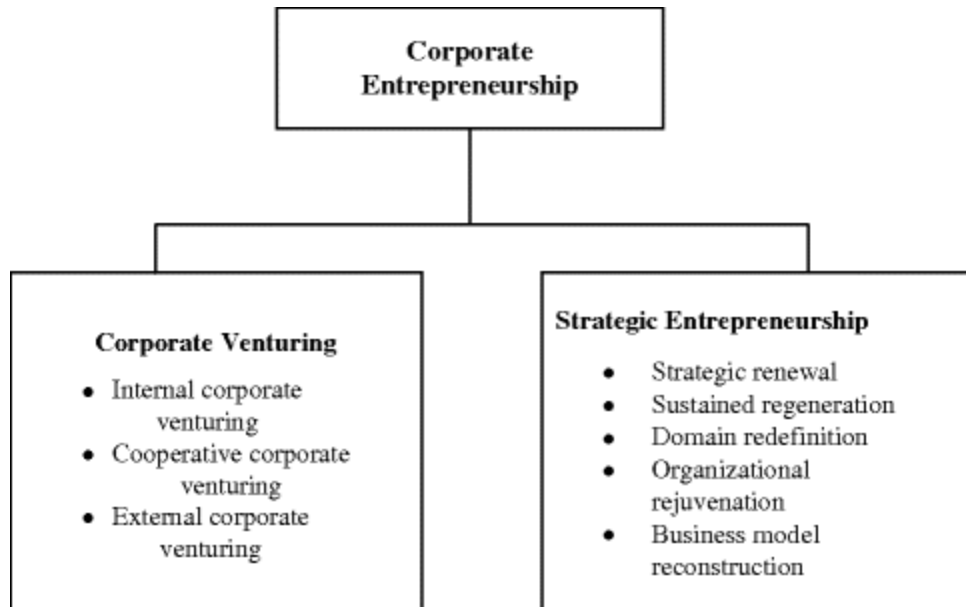 Corporate
Entrepreneurship
Corporate Venturing
● Internal corporate
venturing
● Cooperative corporate
venturing
● External corporate
venturing
Strategic Entrepreneurship
● Strategic renewal
● Sustained regeneration
● Domain redefinition
● Organizational
rejuvenation
● Business model
reconstruction